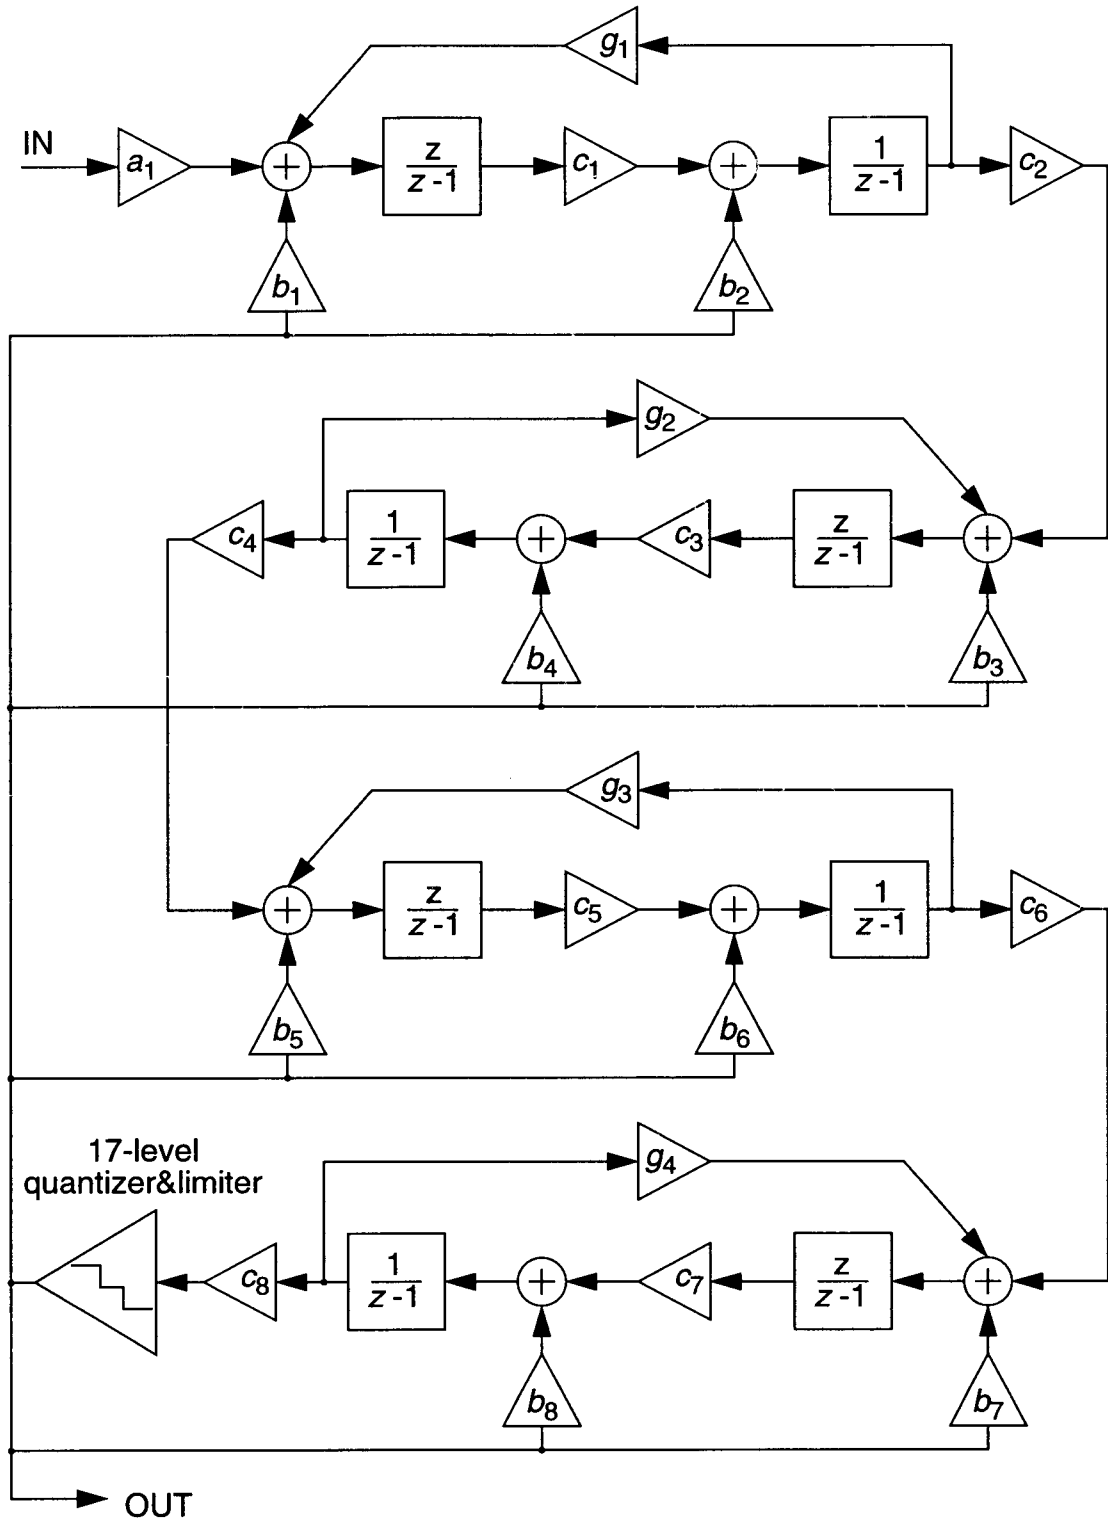 g1
IN
a1
z
z-1
c1
1
z-1
c2
b1
b2
g2
c4
1
z-1
c3
z
z-1
b4
b3
g3
z
z-1
c5
1
z-1
c6
b5
b6
17-level
quantizer&limiter
g4
c8
1
z-1
c7
z
z-1
b8
b7
OUT